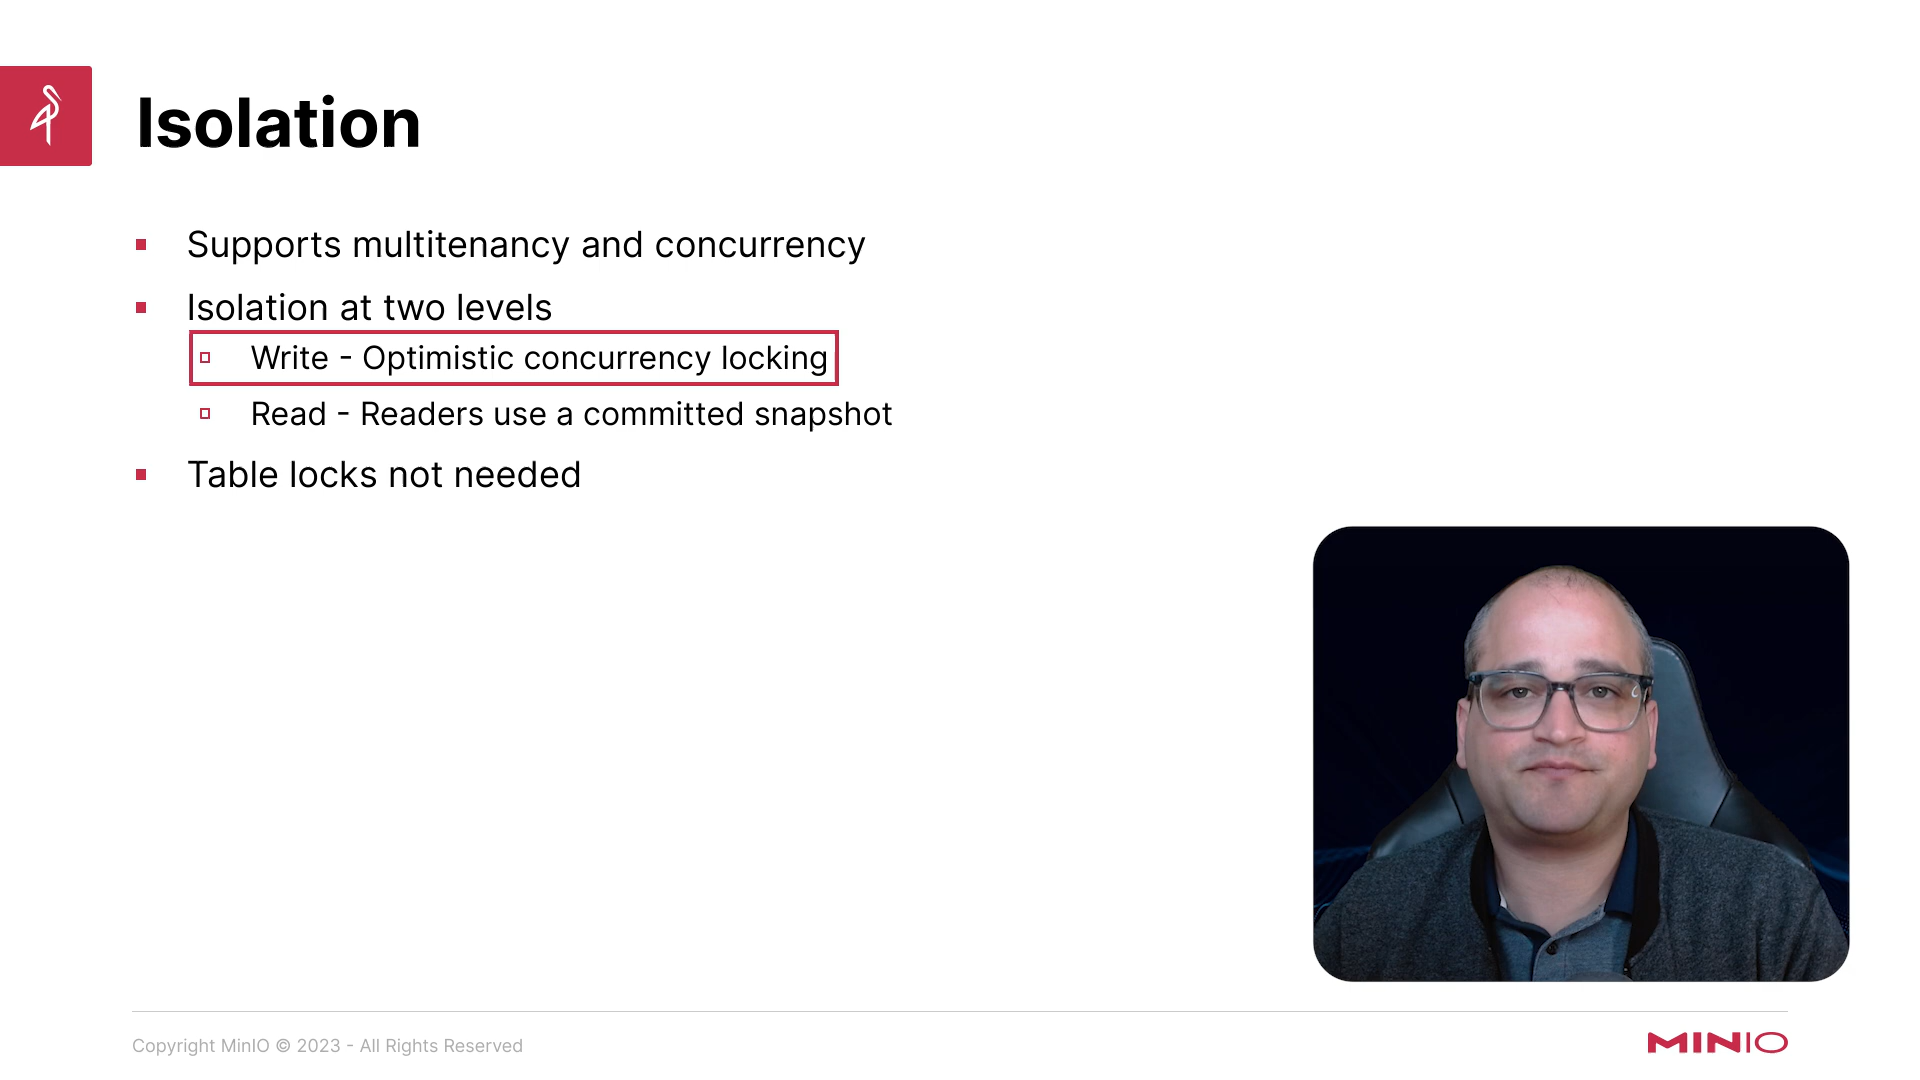 Isolation
Supports multitenancy and concurrency
Isolation at two levels
Write - Optimistic concurrency locking
Read - Readers use a committed snapshot
Table locks not needed
Copyright MinIO © 2023 - All Rights Reserved
MINIO